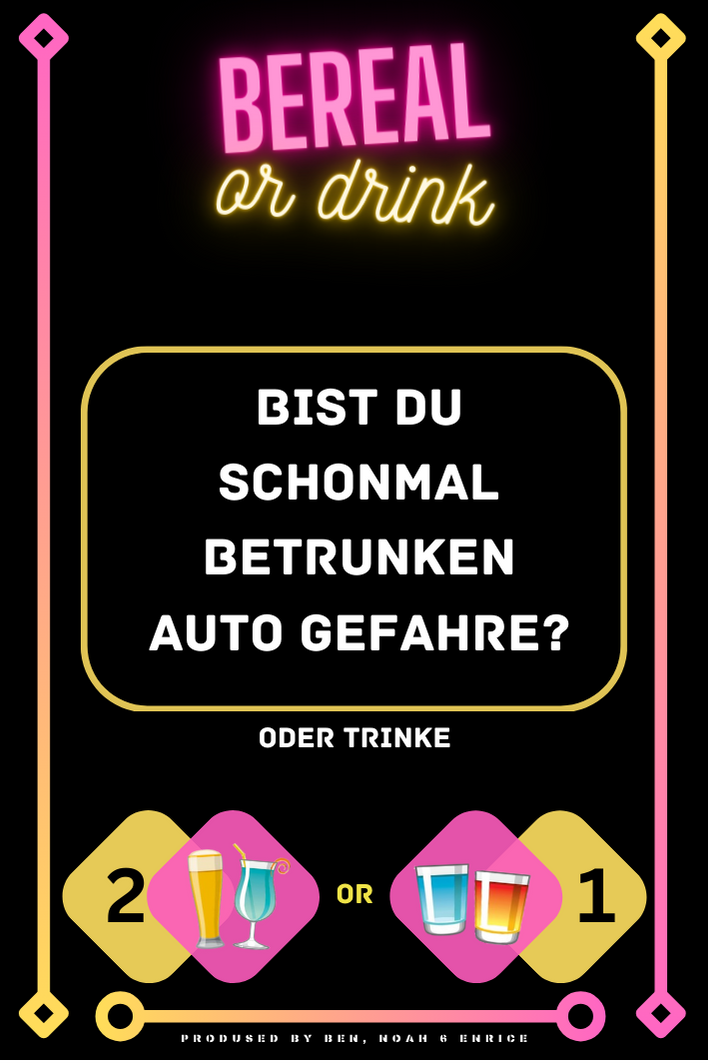 BEREAL
or drink
BIST DU
SCHONMAL
BETRUNKEN
AUTO GEFAHRE?
ODER TRINKE
2 OR 1
PRODUSED BY BEN, NOAH & ENRICE